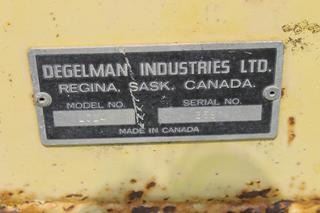 DEGELMAN INDUSTRIES LTD.
REGINA, SASK. CANADA.
MODEL NO. SERIAL NO.
MADE IN CANADA